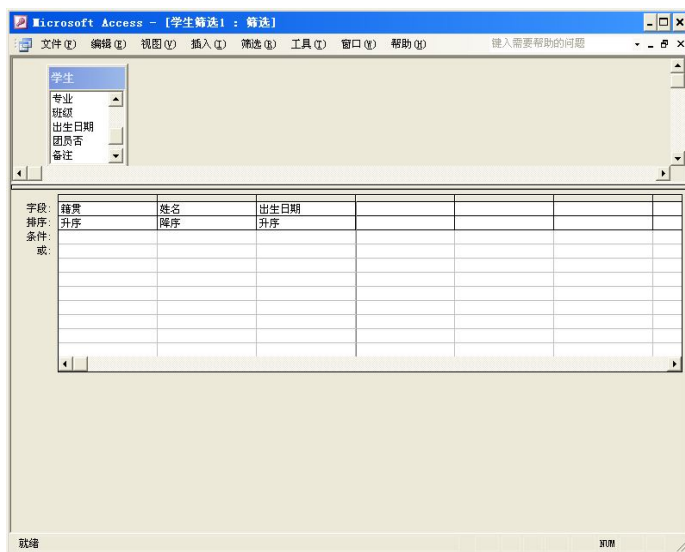 Microsoft Access - [学生筛选1 : 筛选]
文件(F) 编辑(E) 视图(V) 插入(I) 筛选(R) 工具(T) 窗口(W) 帮助(H) 键入需要帮助的问题
学生
专业
班级
出生日期
团员否
备注
字段: 籍贯 姓名 出生日期
排序: 升序 降序 升序
条件:
或:
就绪 NUM